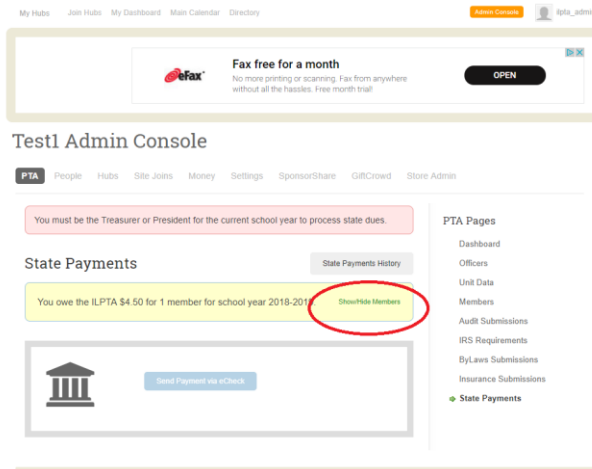 My Hubs Join Hubs My Dashboard Main Calendar Directory Admin Console ilpta_admi
eFax
Fax free for a month
No more printing or scanning. Fax from anywhere
without all the hassles. Free month trial!
OPEN
Test1 Admin Console
PTA People Hubs Site Joins Money Settings SponsorShare GiftCrowd Store Admin
You must be the Treasurer or President for the current school year to process state dues.
State Payments
State Payments History
You owe the ILPTA $4.50 for 1 member for school year 2018-201
Show/Hide Members
Send Payment via eCheck
PTA Pages
Dashboard
Officers
Unit Data
Members
Audit Submissions
IRS Requirements
ByLaws Submissions
Insurance Submissions
State Payments